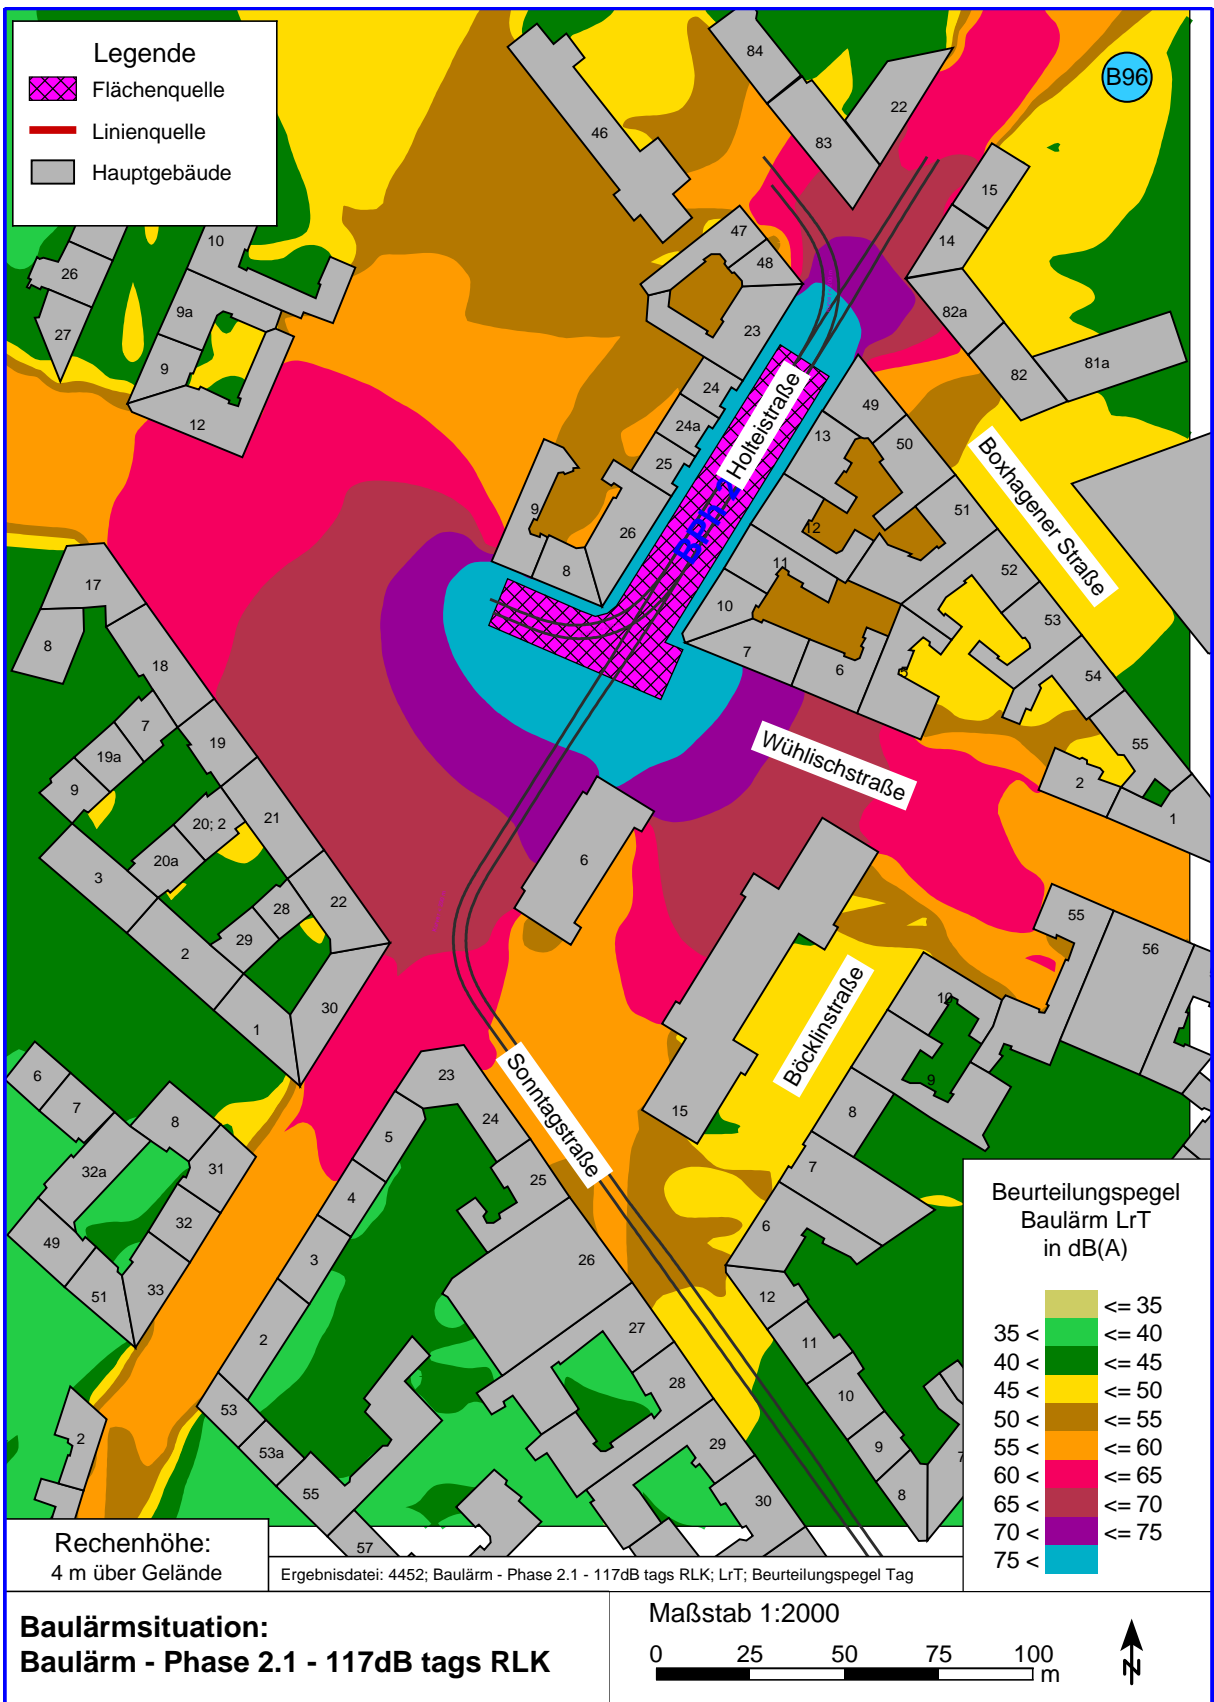 Legende
Flächenquelle
Linienquelle
Hauptgebäude
B96
84
22
83
46
15
14
47
48
82a
81a
82
23
10
26
9a
27
9
12
24
24a
25
49
13
50
Holteistraße
BPh
9
26
8
12
51
11
52
10
53
7
6
5
54
55
2
1
Boxhagener Straße
Wühlischstraße
17
8
18
7
19
19a
9
20; 2
21
20a
3
28
22
29
2
30
1
6
55
56
10
9
Böcklinstraße
8
15
7
6
Sonntagstraße
23
24
5
25
4
3
26
2
27
28
29
30
12
11
10
9
8
7
6
7
8
31
32a
32
49
33
51
2
53
53a
55
57
Beurteilungspegel
Baulärm LrT
in dB(A)
<= 35
35 < <= 40
40 < <= 45
45 < <= 50
50 < <= 55
55 < <= 60
60 < <= 65
65 < <= 70
70 < <= 75
75 <
Rechenhöhe:
4 m über Gelände
Ergebnisdatei: 4452; Baulärm - Phase 2.1 - 117dB tags RLK; LrT; Beurteilungspegel Tag
Baulärmsituation:
Baulärm - Phase 2.1 - 117dB tags RLK
Maßstab 1:2000
0 25 50 75 100
m
N